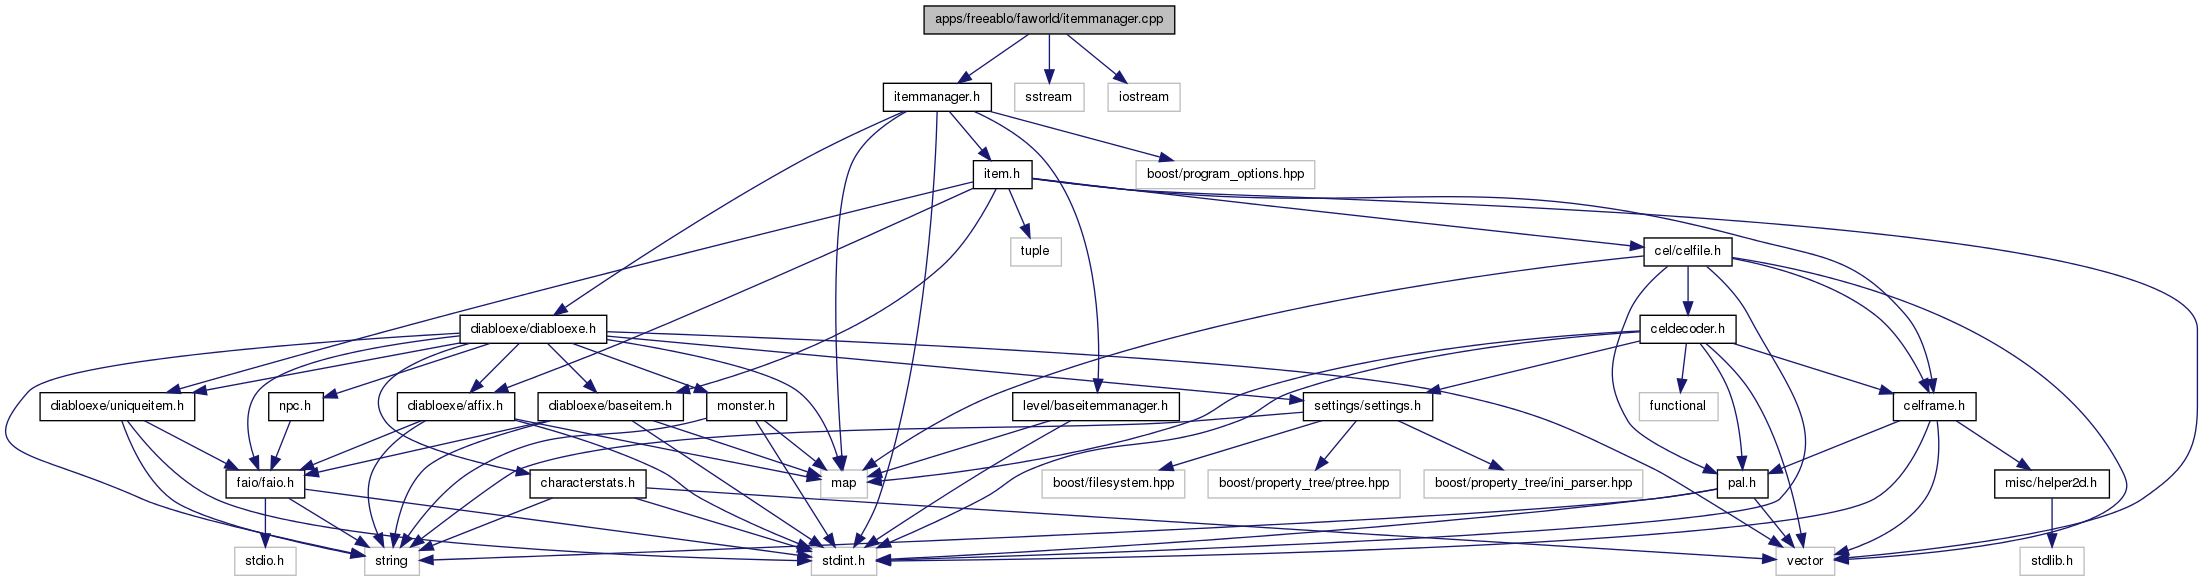 apps/freeablo/faworld/itemmanager.cpp
itemmanager.h
sstream
iostream
item.h
boost/program_options.hpp
tuple
cel/celfile.h
diabloexe/diabloexe.h
celdecoder.h
diabloexe/uniqueitem.h
npc.h
diabloexe/affix.h
diabloexe/baseitem.h
monster.h
level/baseitemmanager.h
settings/settings.h
functional
celframe.h
faio/faio.h
characterstats.h
map
boost/filesystem.hpp
boost/property_tree/ptree.hpp
boost/property_tree/ini_parser.hpp
pal.h
misc/helper2d.h
stdio.h
string
stdint.h
vector
stdlib.h